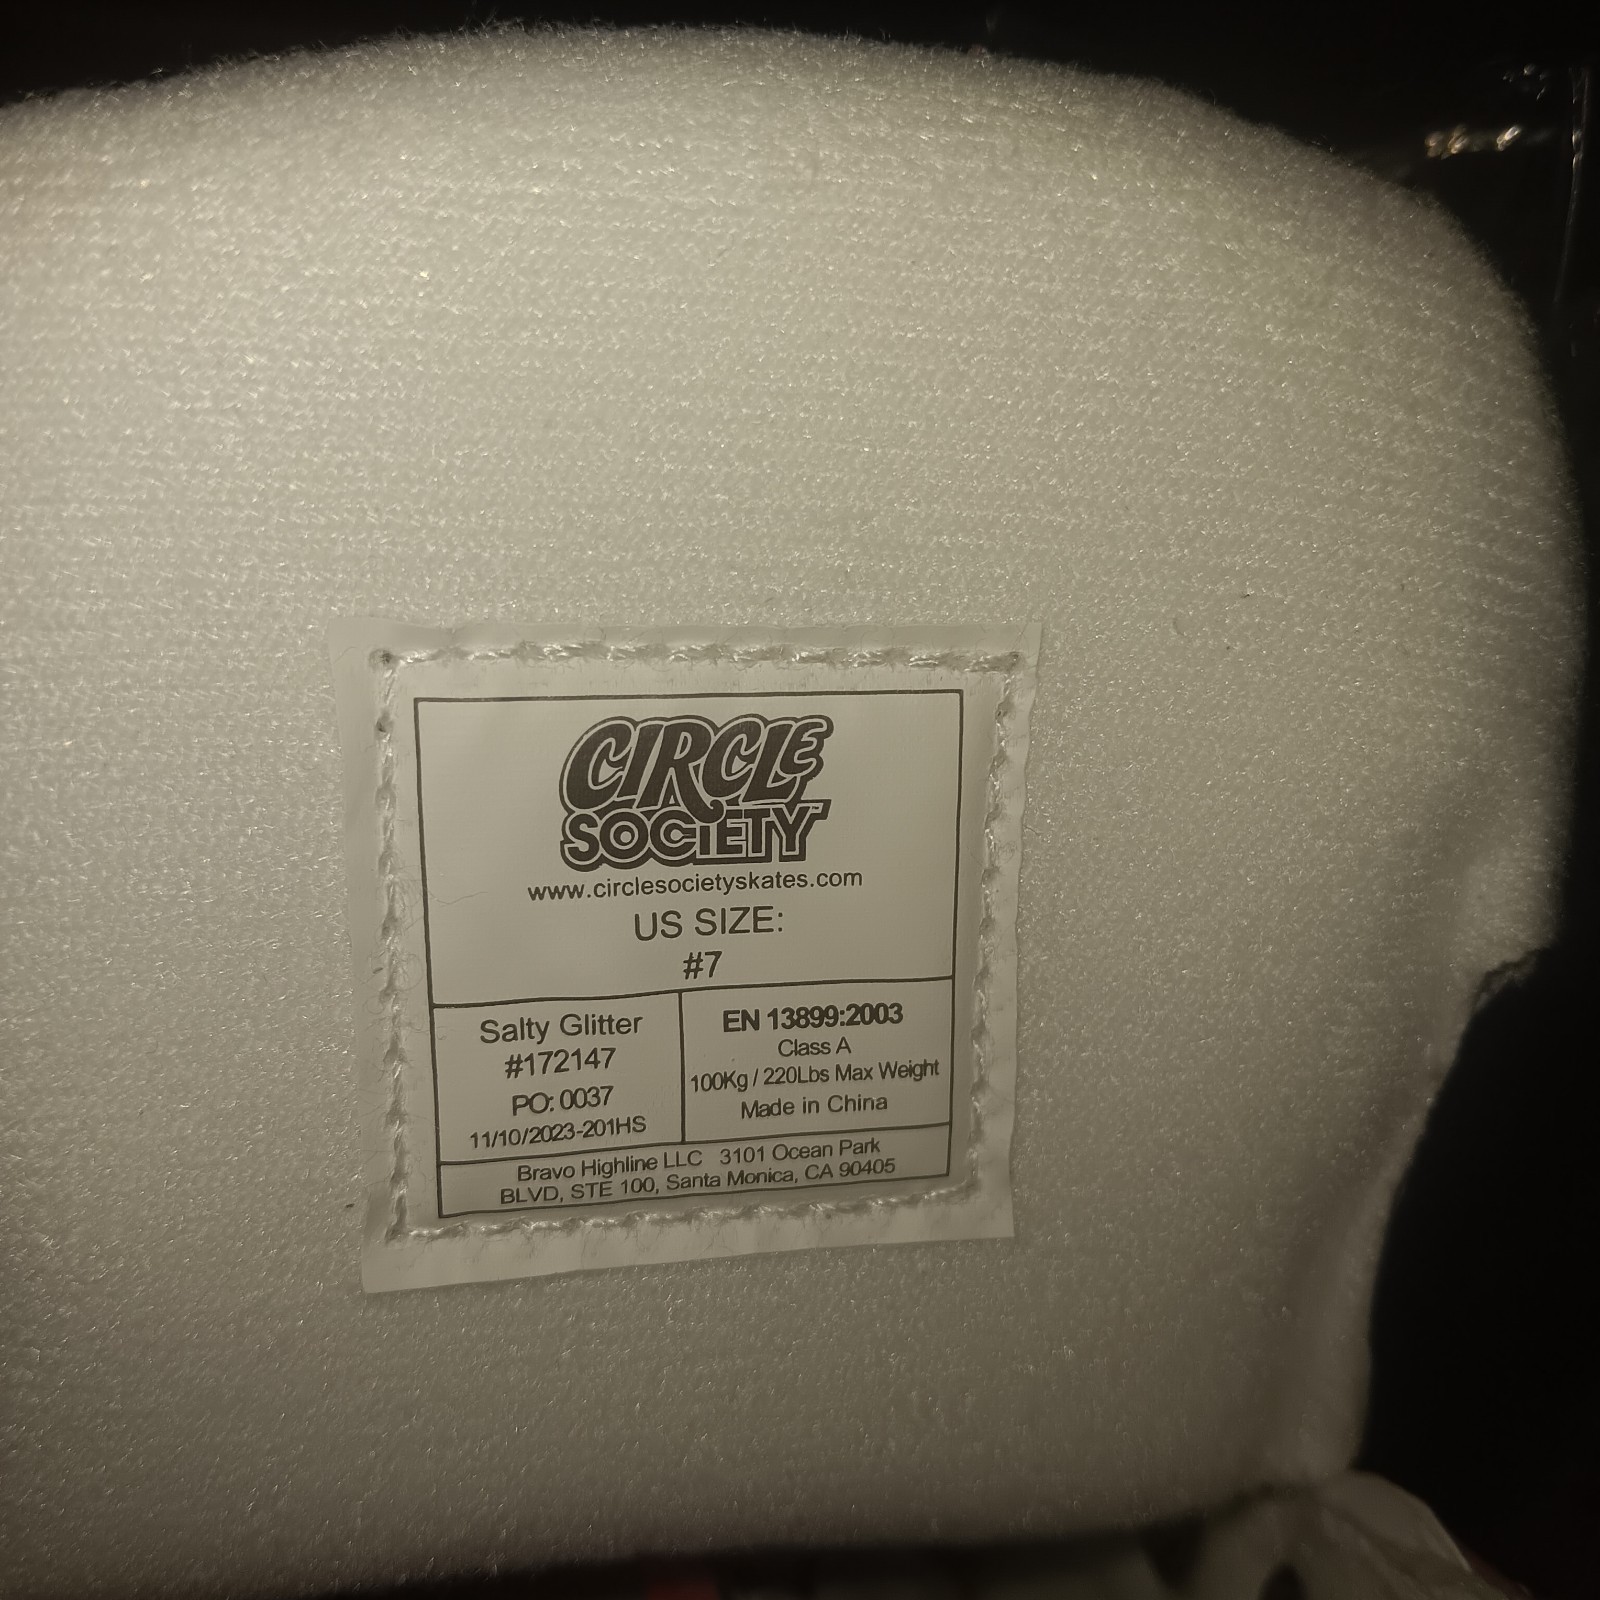 CIRCLE
SOCIETY
www.circlesocietyskates.com
US SIZE:
#7
Salty Glitter
#172147
PO: 0037
11/10/2023-201HS
EN 13899:2003
Class A
100Kg / 220Lbs Max Weight
Made in China
Bravo Highline LLC 3101 Ocean Park
BLVD, STE 100, Santa Monica, CA 90405